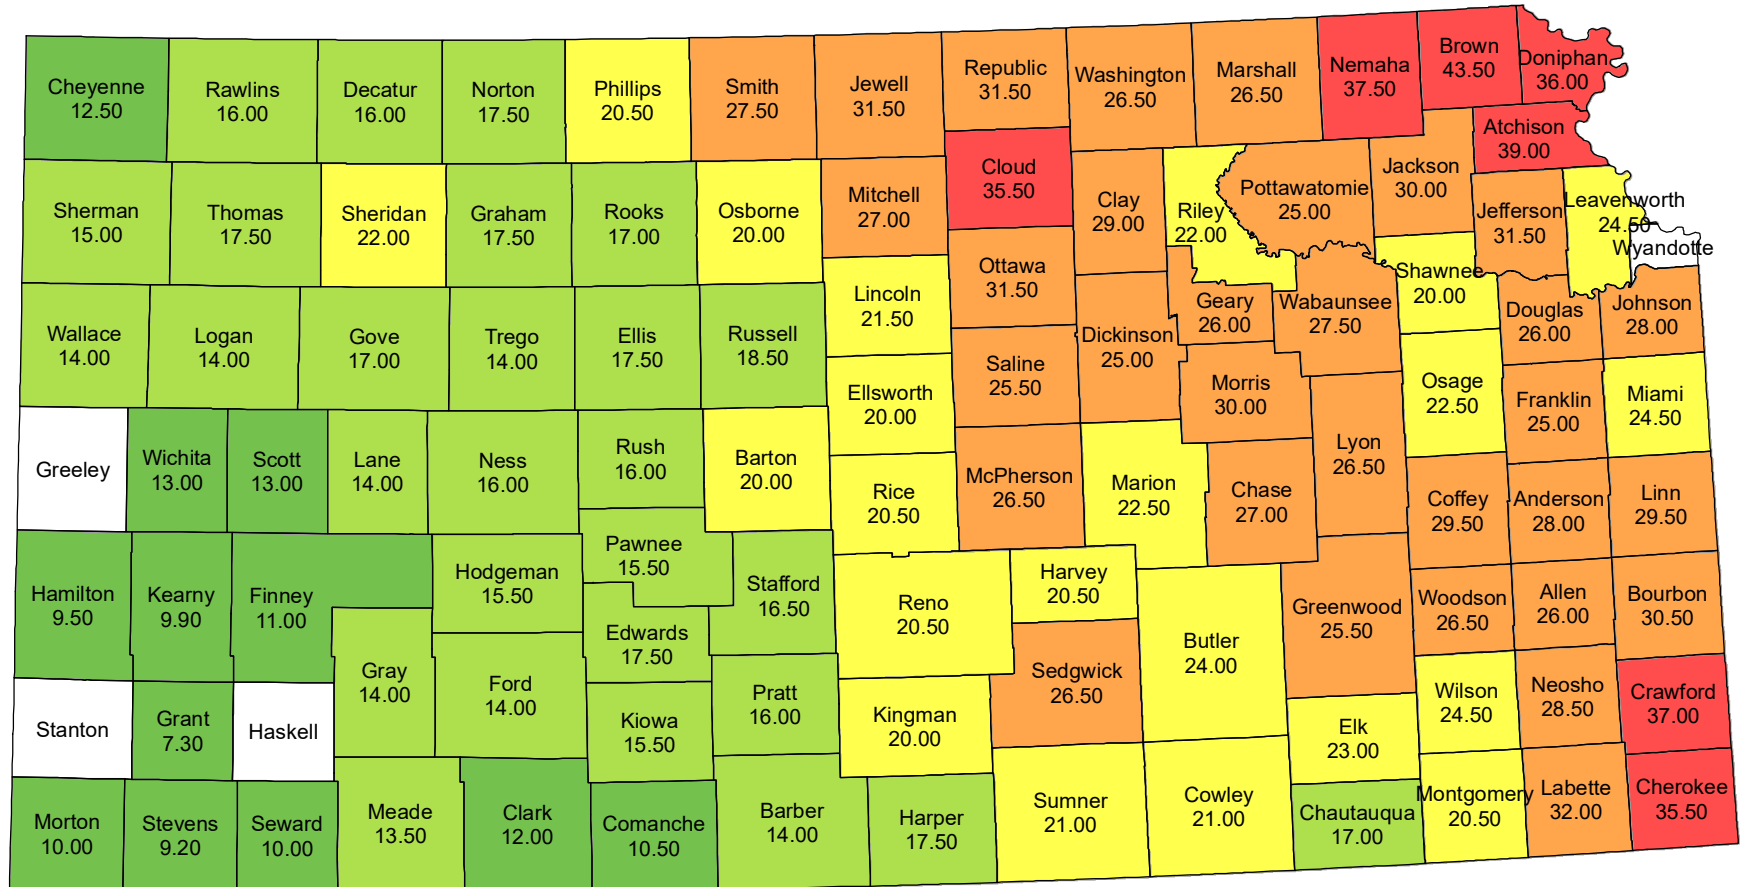 Cheyenne
12.50
Rawlins
16.00
Decatur
16.00
Norton
17.50
Phillips
20.50
Smith
27.50
Jewell
31.50
Republic
31.50
Washington
26.50
Marshall
26.50
Nemaha
37.50
Brown
43.50
Doniphan
36.00
Atchison
39.00
Sherman
15.00
Thomas
17.50
Sheridan
22.00
Graham
17.50
Rooks
17.00
Osborne
20.00
Mitchell
27.00
Cloud
35.50
Clay
29.00
Riley
22.00
Pottawatomie
25.00
Jackson
30.00
Jefferson
31.50
Leavenworth
24.50
Wyandotte
Wallace
14.00
Logan
14.00
Gove
17.00
Trego
14.00
Ellis
17.50
Russell
18.50
Lincoln
21.50
Ottawa
31.50
Dickinson
25.00
Geary
26.00
Wabaunsee
27.50
Shawnee
20.00
Douglas
26.00
Johnson
28.00
Ellsworth
20.00
Saline
25.50
Morris
30.00
Osage
22.50
Franklin
25.00
Miami
24.50
Greeley
Wichita
13.00
Scott
13.00
Lane
14.00
Ness
16.00
Rush
16.00
Barton
20.00
Rice
20.50
McPherson
26.50
Marion
22.50
Chase
27.00
Lyon
26.50
Coffey
29.50
Anderson
28.00
Linn
29.50
Hamilton
9.50
Kearny
9.90
Finney
11.00
Hodgeman
15.50
Pawnee
15.50
Stafford
16.50
Edwards
17.50
Reno
20.50
Harvey
20.50
Butler
24.00
Greenwood
25.50
Woodson
26.50
Allen
26.00
Bourbon
30.50
Stanton
Grant
7.30
Haskell
Gray
14.00
Ford
14.00
Kiowa
15.50
Pratt
16.00
Kingman
20.00
Sedgwick
26.50
Elk
23.00
Wilson
24.50
Neosho
28.50
Crawford
37.00
Morton
10.00
Stevens
9.20
Seward
10.00
Meade
13.50
Clark
12.00
Comanche
10.50
Barber
14.00
Harper
17.50
Sumner
21.00
Cowley
21.00
Chautauqua
17.00
Montgomery
20.50
Labette
32.00
Cherokee
35.50